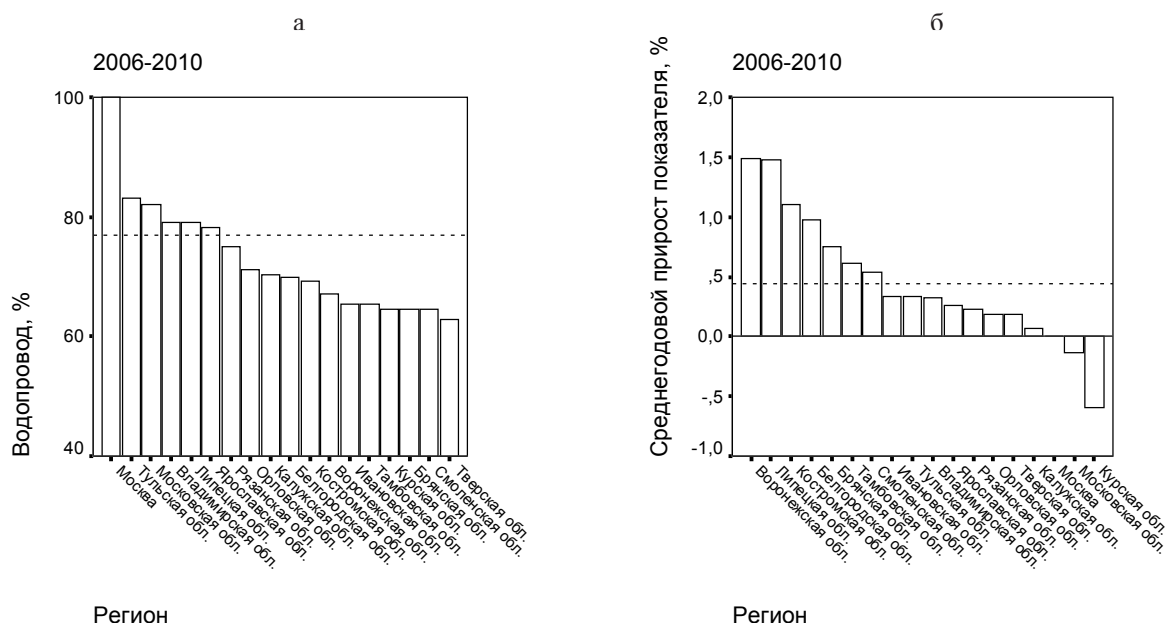 а
2006-2010
Водопровод, %
100
80
60
40
Москва
Тульская обл.
Московская обл.
Владимирская обл.
Липецкая обл.
Ярославская обл.
Рязанская обл.
Орловская обл.
Калужская обл.
Белгородская обл.
Костромская обл.
Воронежская обл.
Ивановская обл.
Тамбовская обл.
Курская обл.
Брянская обл.
Смоленская обл.
Тверская обл.
Регион
б
2006-2010
Среднегодовой прирост показателя, %
2,0
1,5
1,0
,5
0,0
-,5
-1,0
Воронежская обл.
Липецкая обл.
Костромская обл.
Белгородская обл.
Брянская обл.
Тамбовская обл.
Смоленская обл.
Ивановская обл.
Тульская обл.
Владимирская обл.
Ярославская обл.
Рязанская обл.
Орловская обл.
Тверская обл.
Калужская обл.
Москва
Московская обл.
Курская обл.
Регион